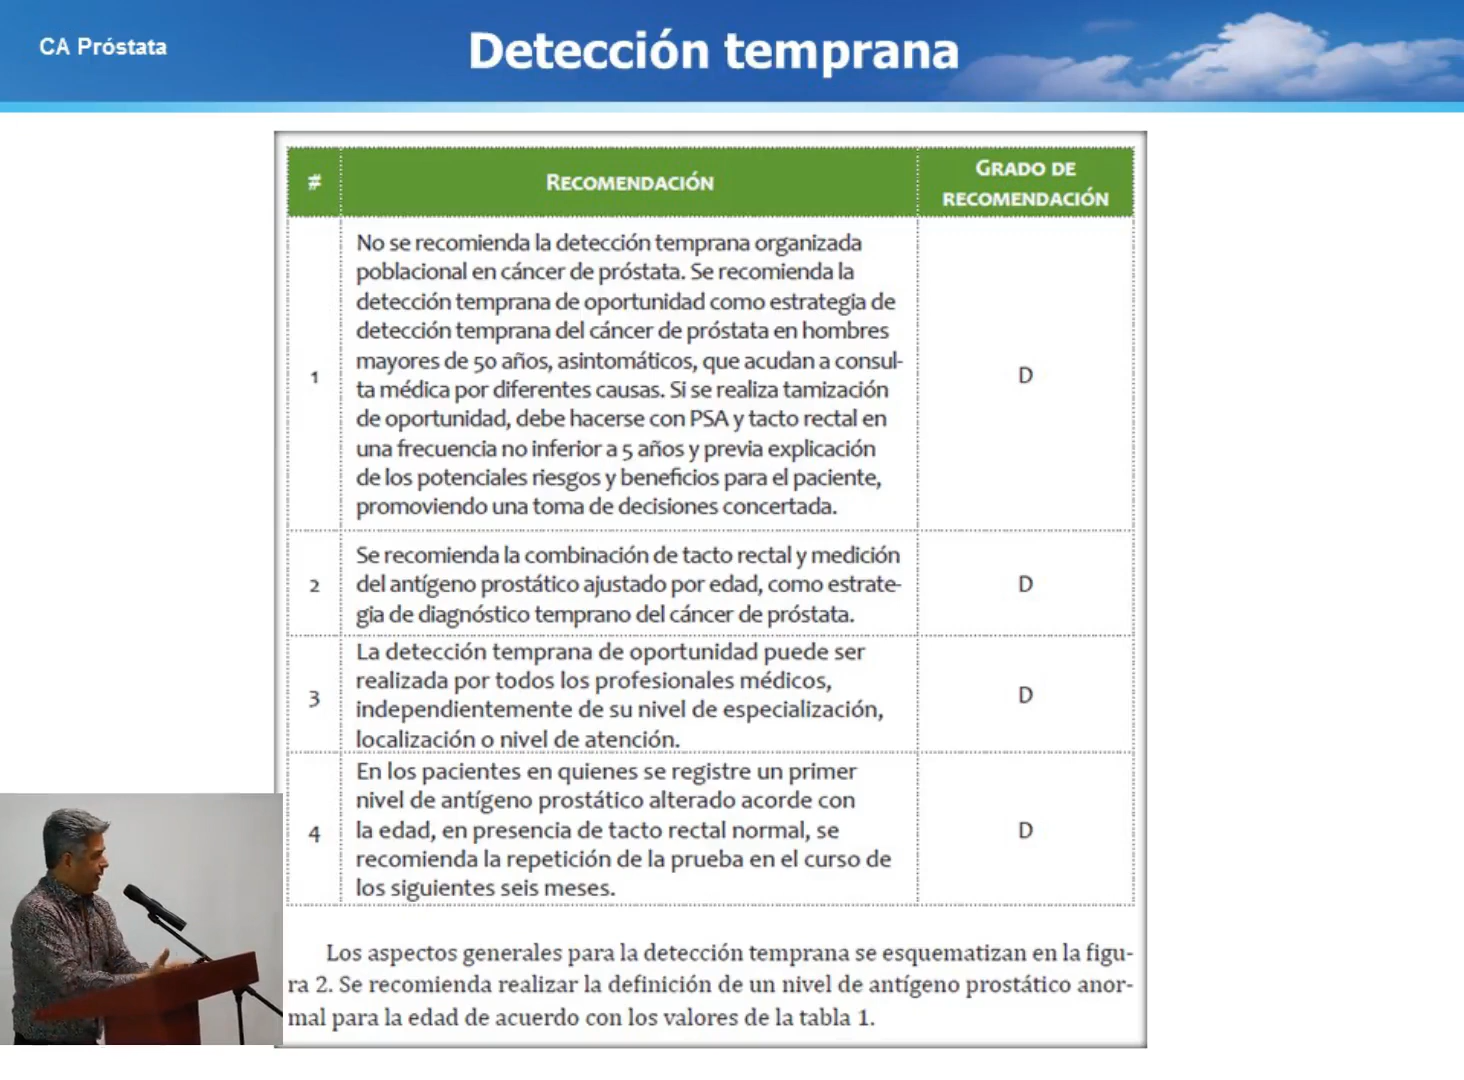 CA Próstata
Detección temprana
#
RECOMENDACIÓN
GRADO DE
RECOMENDACIÓN
1
No se recomienda la detección temprana organizada
poblacional en cáncer de próstata. Se recomienda la
detección temprana de oportunidad como estrategia de
detección temprana del cáncer de próstata en hombres
mayores de 50 años, asintomáticos, que acudan a consul-
ta médica por diferentes causas. Si se realiza tamización
de oportunidad, debe hacerse con PSA y tacto rectal en
una frecuencia no inferior a 5 años y previa explicación
de los potenciales riesgos y beneficios para el paciente,
promoviendo una toma de decisiones concertada.
D
2
Se recomienda la combinación de tacto rectal y medición
del antígeno prostático ajustado por edad, como estrate-
gia de diagnóstico temprano del cáncer de próstata.
D
3
La detección temprana de oportunidad puede ser
realizada por todos los profesionales médicos,
independientemente de su nivel de especialización,
localización o nivel de atención.
D
4
En los pacientes en quienes se registre un primer
nivel de antígeno prostático alterado acorde con
la edad, en presencia de tacto rectal normal, se
recomienda la repetición de la prueba en el curso de
los siguientes seis meses.
D
Los aspectos generales para la detección temprana se esquematizan en la figu-
ra 2. Se recomienda realizar la definición de un nivel de antígeno prostático anor-
mal para la edad de acuerdo con los valores de la tabla 1.